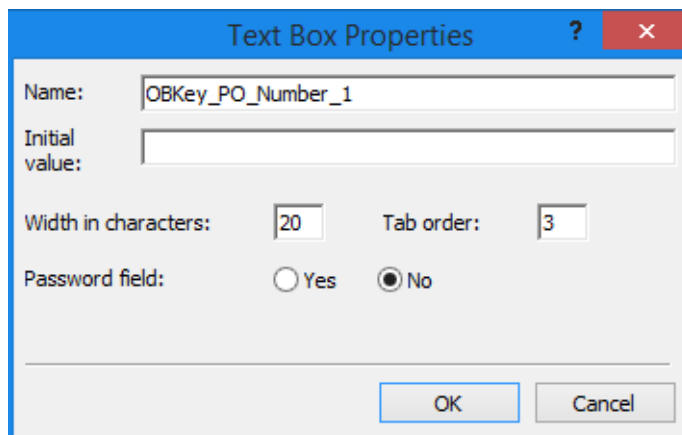 Text Box Properties ? ×
Name: OBKey_PO_Number_1
Initial
value:
Width in characters: 20 Tab order: 3
Password field: Yes No
OK Cancel